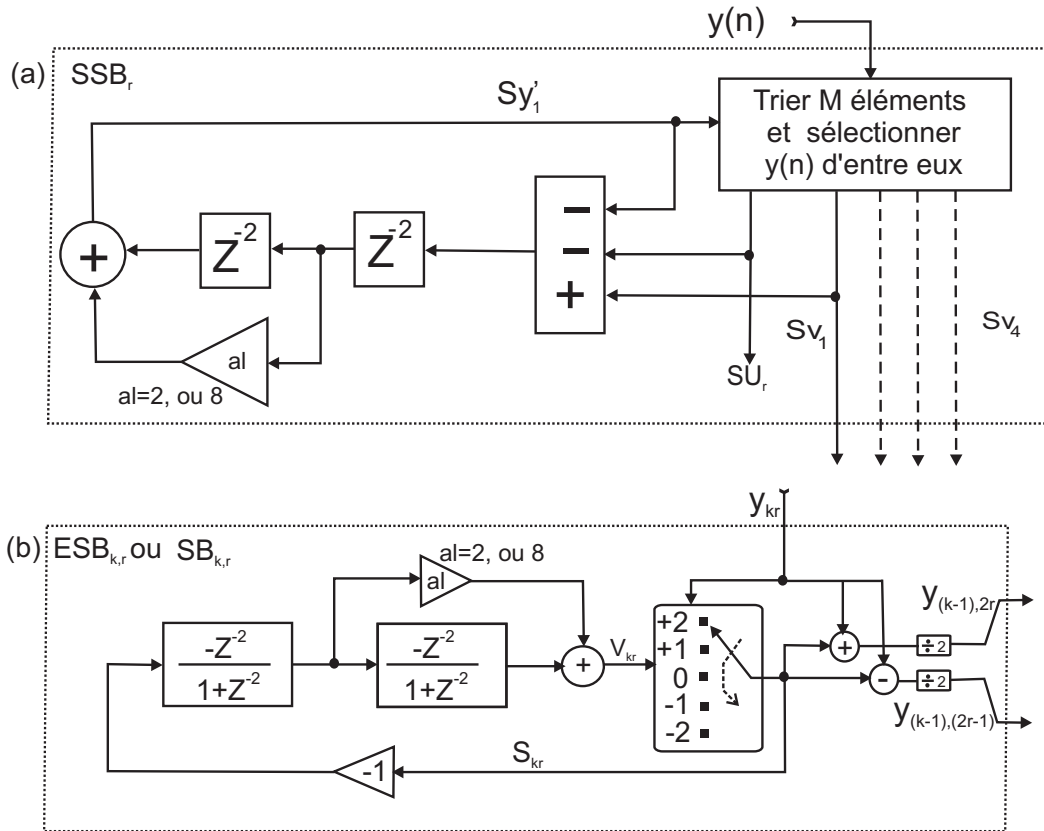 y(n)
(a) SSB_r
Sy'_1
Trier M éléments
et sélectionner
y(n) d'entre eux
Z^-2
Z^-2
−
−
+
+
al
al=2, ou 8
SU_r
Sv_1
Sv_4
y_kr
(b) ESB_k,r ou SB_k,r
al=2, ou 8
al
-Z^-2
1+Z^-2
-Z^-2
1+Z^-2
+
V_kr
+2
+1
0
-1
-2
+
-
÷2
÷2
y_(k-1),2r
y_(k-1),(2r-1)
-1
S_kr